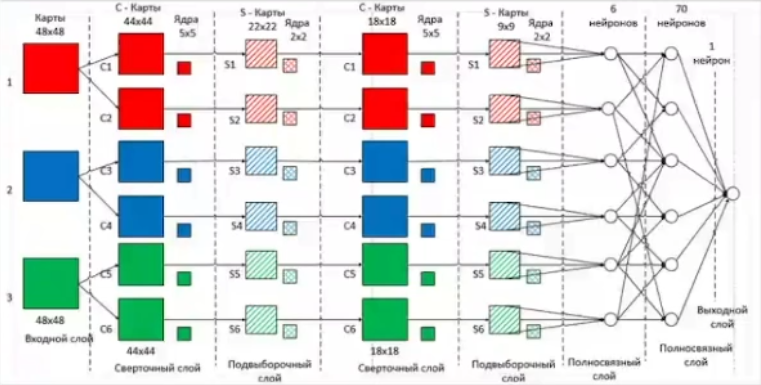 Карты
48x48
С - Карты
44x44
Ядра
5x5
S - Карты
22x22
Ядра
2x2
С - Карты
18x18
Ядра
5x5
S - Карты
9x9
Ядра
2x2
6
нейронов
70
нейронов
1
нейрон
1
C1
S1
C1
S1
C2
S2
C2
S2
2
C3
S3
C3
S3
C4
S4
C4
S4
3
C5
S5
C5
S5
C6
S6
C6
S6
48x48
Входной слой
44x44
Сверточный слой
Подвыборочный
слой
18x18
Сверточный слой
Подвыборочный
слой
Полносвязный
слой
Полносвязный
слой
Выходной
слой